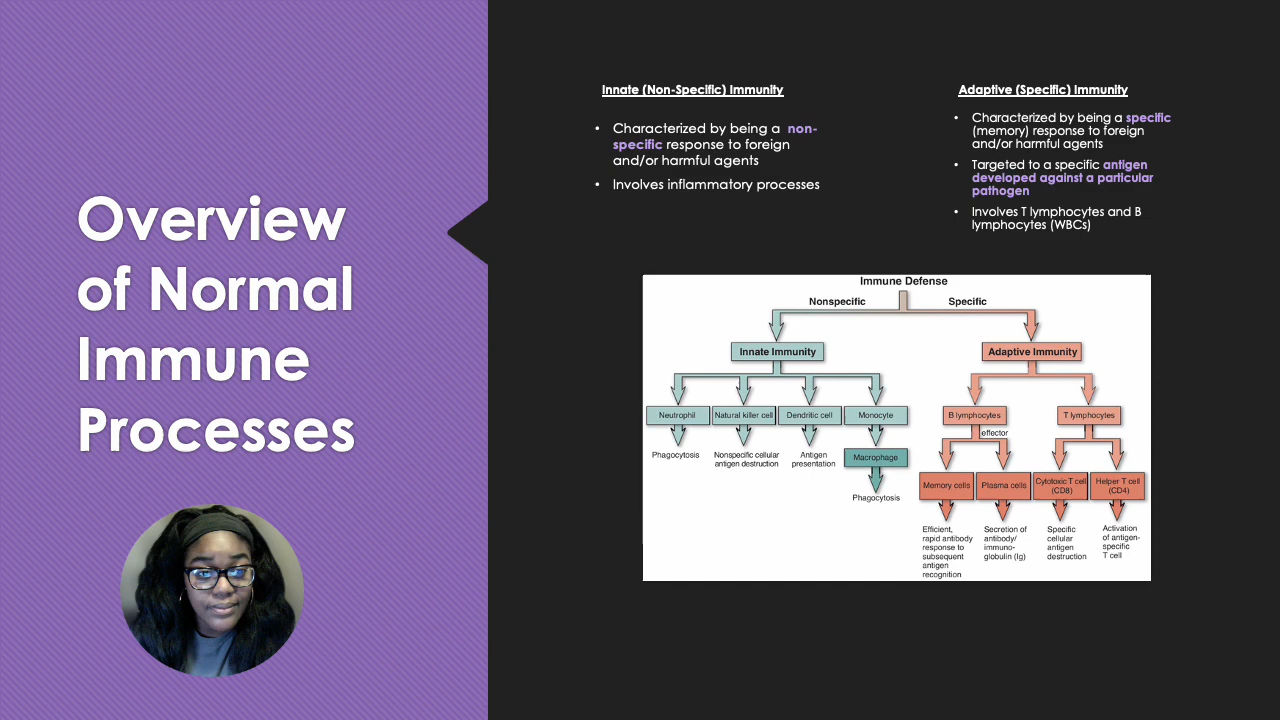 Overview
of Normal
Immune
Processes
Innate (Non-Specific) Immunity
• Characterized by being a non-
specific response to foreign
and/or harmful agents
• Involves inflammatory processes
Adaptive (Specific) Immunity
• Characterized by being a specific
(memory) response to foreign
and/or harmful agents
• Targeted to a specific antigen
developed against a particular
pathogen
• Involves T lymphocytes and B
lymphocytes (WBCs)
Immune Defense
Nonspecific
Specific
Innate Immunity
Adaptive Immunity
Neutrophil
Natural killer cell
Dendritic cell
Monocyte
B lymphocytes
T lymphocytes
effector
Phagocytosis
Nonspecific cellular
antigen destruction
Antigen
presentation
Macrophage
Phagocytosis
Memory cells
Plasma cells
Cytotoxic T cell
(CD8)
Helper T cell
(CD4)
Efficient,
rapid antibody
response to
subsequent
antigen
recognition
Secretion of
antibody/
immuno-
globulin (Ig)
Specific
cellular
antigen
destruction
Activation
of antigen-
specific
T cell